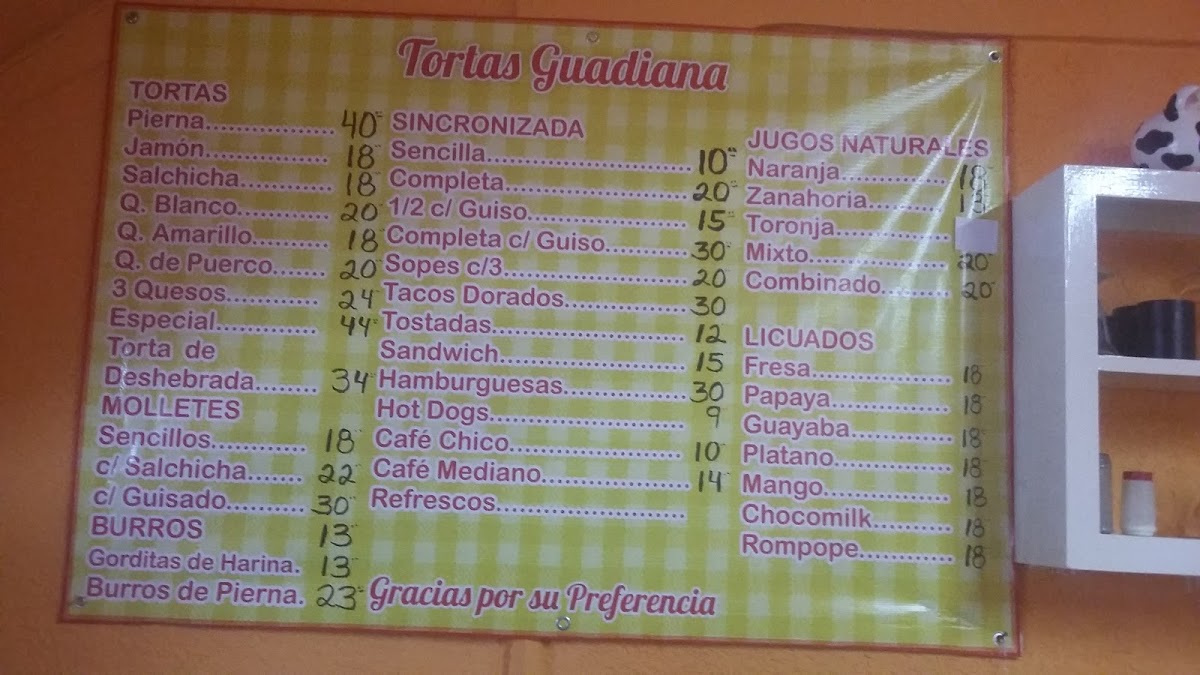 Tortas Guadiana
TORTAS
Pierna................ 40
Jamón................ 18
Salchicha............ 18
Q. Blanco............ 20
Q. Amarillo.......... 18
Q. de Puerco....... 20
3 Quesos............ 24
Especial............. 44
Torta de
Deshebrada....... 34
MOLLETES
Sencillos............ 18
c/ Salchicha....... 22
c/ Guisado......... 30
BURROS 13
Gorditas de Harina. 13
Burros de Pierna. 23
SINCRONIZADA
Sencilla.......................... 10
Completa....................... 20
1/2 c/ Guiso.................... 15
Completa c/ Guiso........... 30
Sopes c/3....................... 20
Tacos Dorados............... 30
Tostadas........................ 12
Sandwich....................... 15
Hamburguesas............... 30
Hot Dogs........................ 9
Café Chico..................... 10
Café Mediano................. 14
Refrescos.......................
Gracias por su Preferencia
JUGOS NATURALES
Naranja............. 18
Zanahoria..........
Toronja..............
Mixto................. 20
Combinado........ 20
LICUADOS
Fresa................. 18
Papaya.............. 18
Guayaba............ 18
Platano.............. 18
Mango............... 18
Chocomilk......... 18
Rompope........... 18